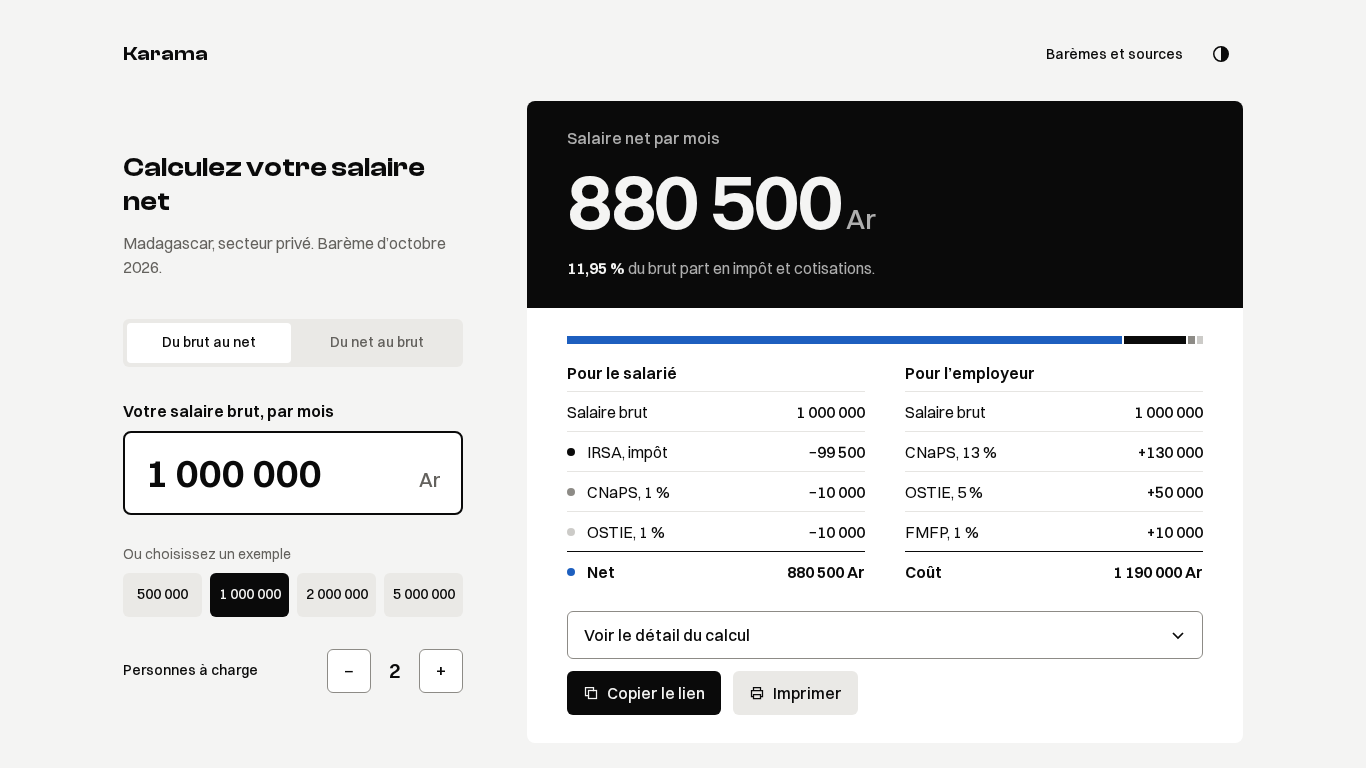 Karama
Barèmes et sources
Calculez votre salaire
net
Madagascar, secteur privé. Barème d’octobre
2026.
Du brut au net
Du net au brut
Votre salaire brut, par mois
1 000 000 Ar
Ou choisissez un exemple
500 000
1 000 000
2 000 000
5 000 000
Personnes à charge
− 2 +
Salaire net par mois
880 500 Ar
11,95 % du brut part en impôt et cotisations.
Pour le salarié
Salaire brut 1 000 000
IRSA, impôt −99 500
CNaPS, 1 % −10 000
OSTIE, 1 % −10 000
Net 880 500 Ar
Pour l’employeur
Salaire brut 1 000 000
CNaPS, 13 % +130 000
OSTIE, 5 % +50 000
FMFP, 1 % +10 000
Coût 1 190 000 Ar
Voir le détail du calcul
Copier le lien
Imprimer